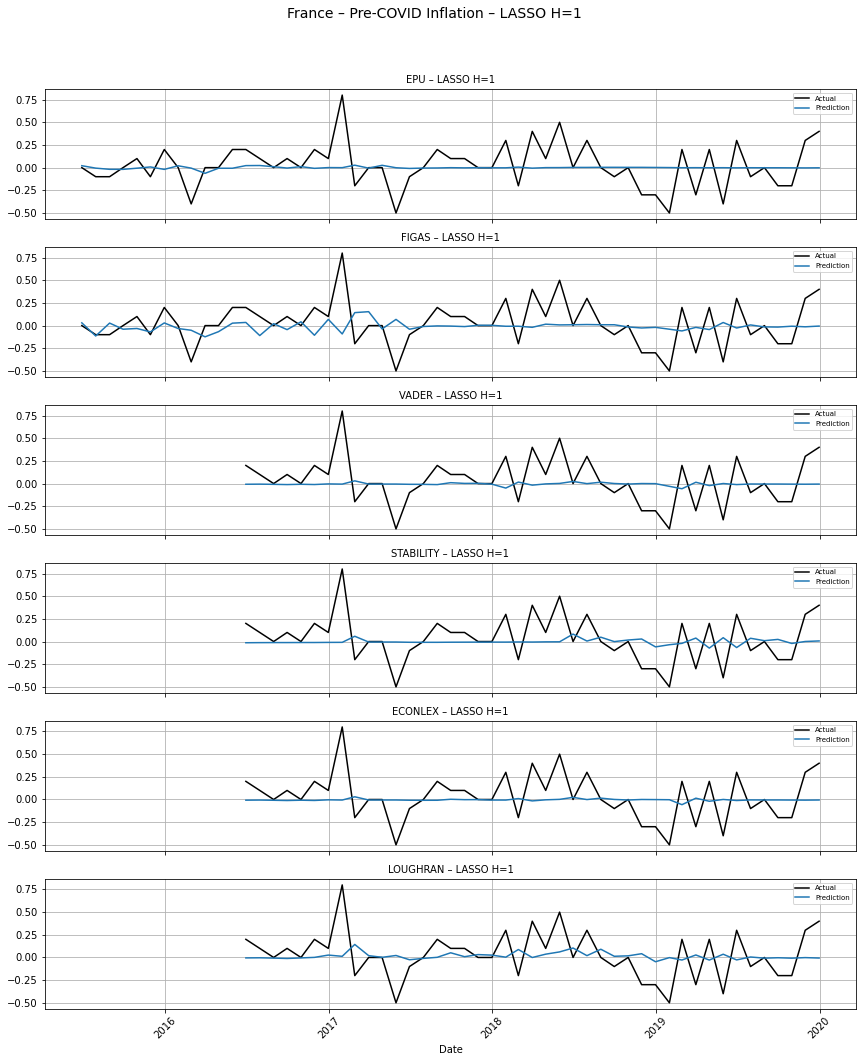 France – Pre-COVID Inflation – LASSO H=1
EPU – LASSO H=1
Actual
Prediction
0.75
0.50
0.25
0.00
−0.25
−0.50
FIGAS – LASSO H=1
Actual
Prediction
0.75
0.50
0.25
0.00
−0.25
−0.50
VADER – LASSO H=1
Actual
Prediction
0.75
0.50
0.25
0.00
−0.25
−0.50
STABILITY – LASSO H=1
Actual
Prediction
0.75
0.50
0.25
0.00
−0.25
−0.50
ECONLEX – LASSO H=1
Actual
Prediction
0.75
0.50
0.25
0.00
−0.25
−0.50
LOUGHRAN – LASSO H=1
Actual
Prediction
0.75
0.50
0.25
0.00
−0.25
−0.50
2016 2017 2018 2019 2020
Date